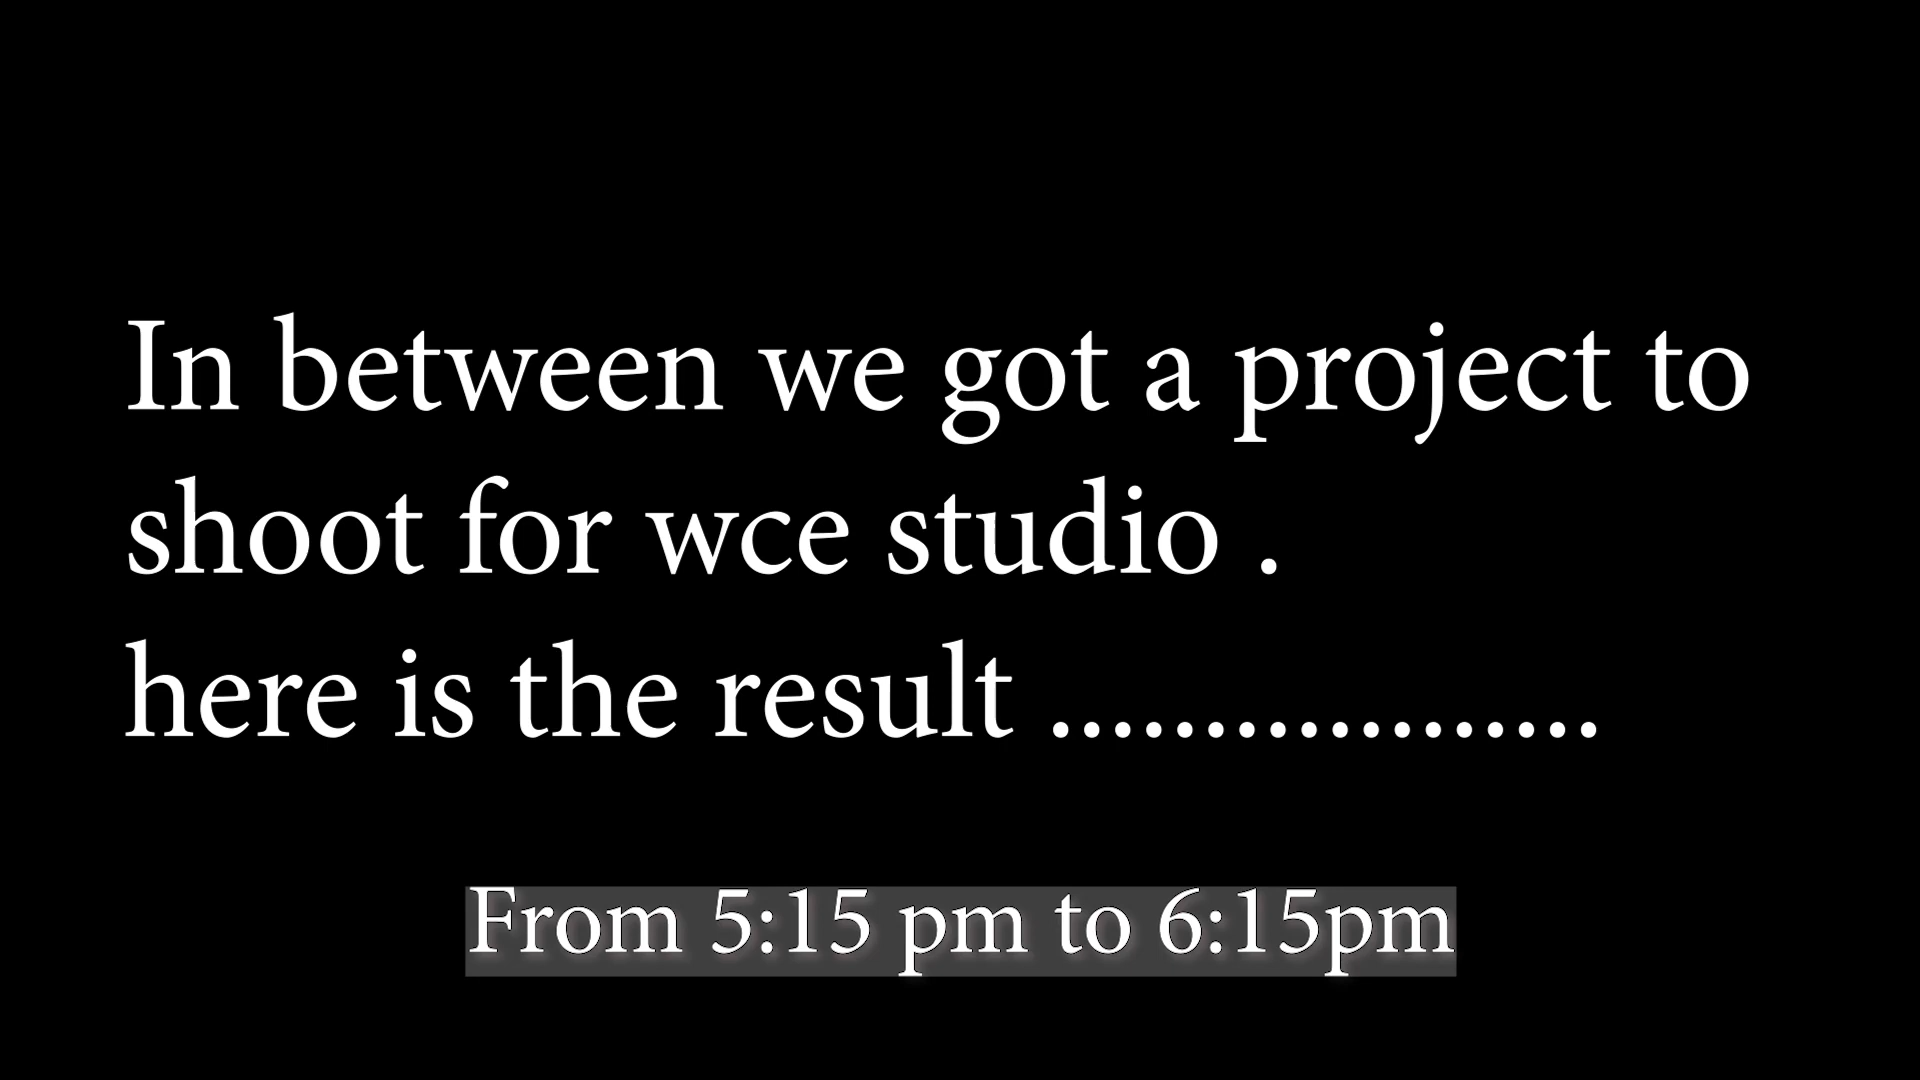 In between we got a project to
shoot for wce studio .
here is the result ..................
From 5:15 pm to 6:15pm